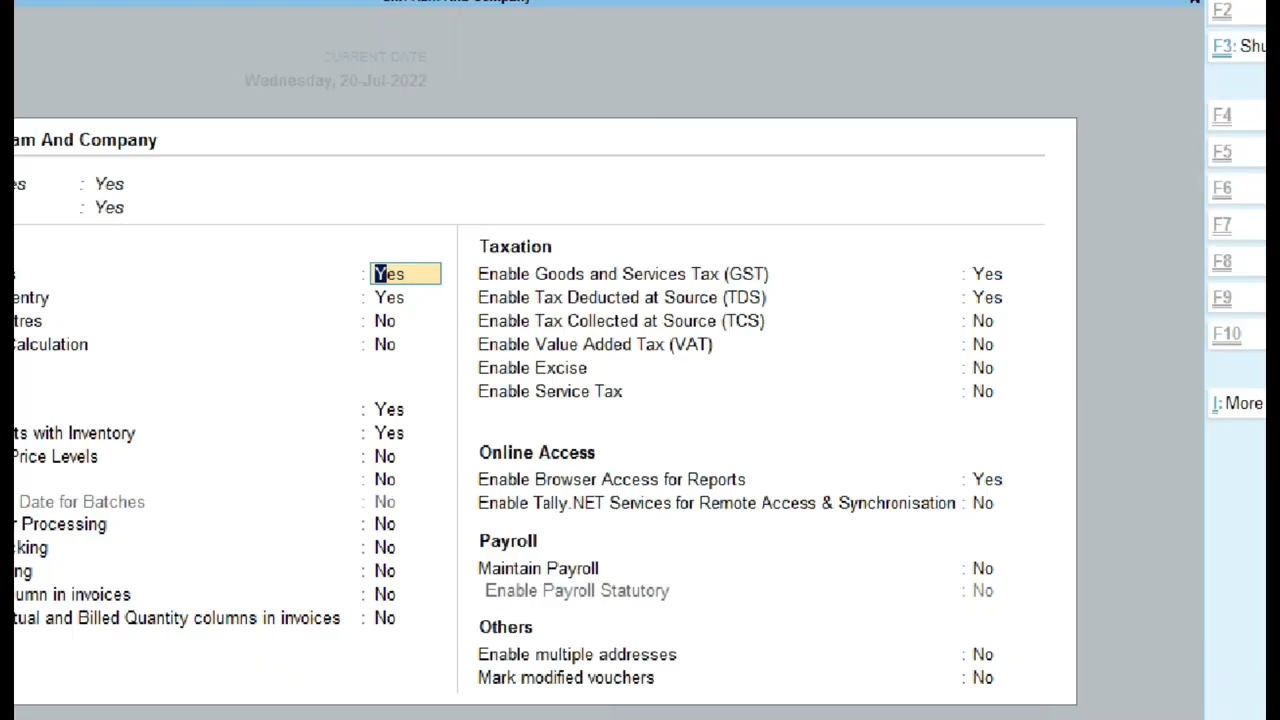 F2
F3: Shu
CURRENT DATE
Wednesday, 20-Jul-2022
F4
am And Company
F5
es : Yes
F6
: Yes
F7
Taxation
F8
: Yes Enable Goods and Services Tax (GST) : Yes
entry : Yes Enable Tax Deducted at Source (TDS) : Yes
F9
tres : No Enable Tax Collected at Source (TCS) : No
F10
Calculation : No Enable Value Added Tax (VAT) : No
Enable Excise : No
Enable Service Tax : No
I: More
: Yes
ts with Inventory : Yes
Price Levels : No Online Access
: No Enable Browser Access for Reports : Yes
Date for Batches : No Enable Tally.NET Services for Remote Access & Synchronisation : No
r Processing : No
king : No Payroll
ng : No Maintain Payroll : No
umn in invoices : No Enable Payroll Statutory : No
tual and Billed Quantity columns in invoices : No Others
Enable multiple addresses : No
Mark modified vouchers : No